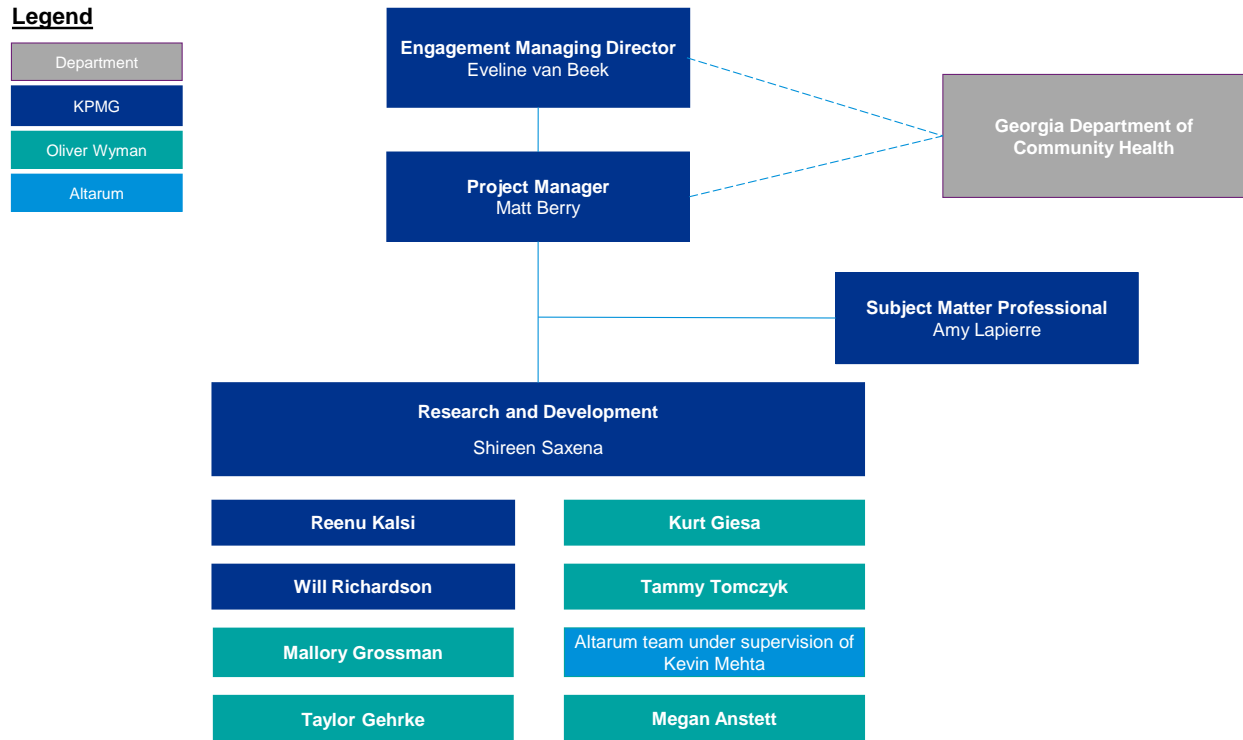 Legend
Department
KPMG
Oliver Wyman
Altarum
Engagement Managing Director
Eveline van Beek
Georgia Department of
Community Health
Project Manager
Matt Berry
Subject Matter Professional
Amy Lapierre
Research and Development
Shireen Saxena
Reenu Kalsi
Kurt Giesa
Will Richardson
Tammy Tomczyk
Mallory Grossman
Altarum team under supervision of
Kevin Mehta
Taylor Gehrke
Megan Anstett